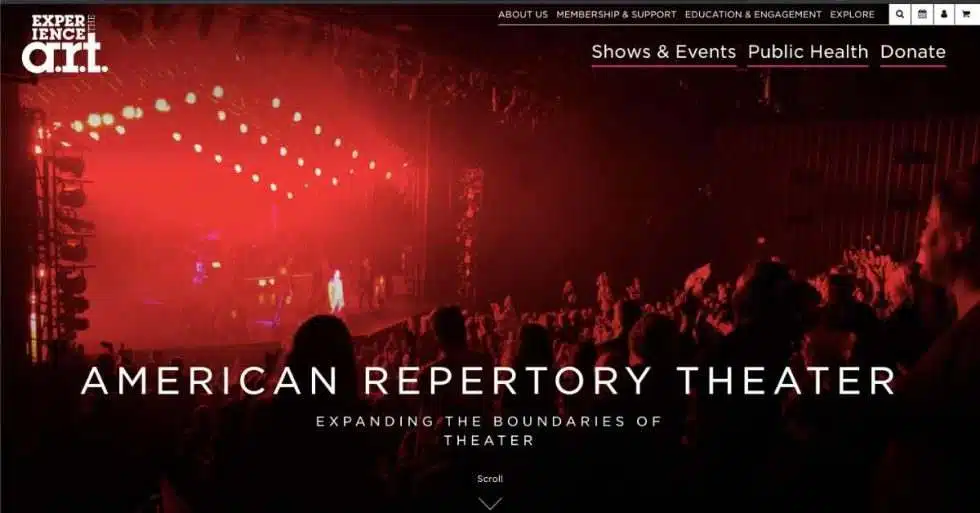 EXPERIENCE THE
a.r.t.
ABOUT US MEMBERSHIP & SUPPORT EDUCATION & ENGAGEMENT EXPLORE
Shows & Events Public Health Donate
AMERICAN REPERTORY THEATER
EXPANDING THE BOUNDARIES OF
THEATER
Scroll